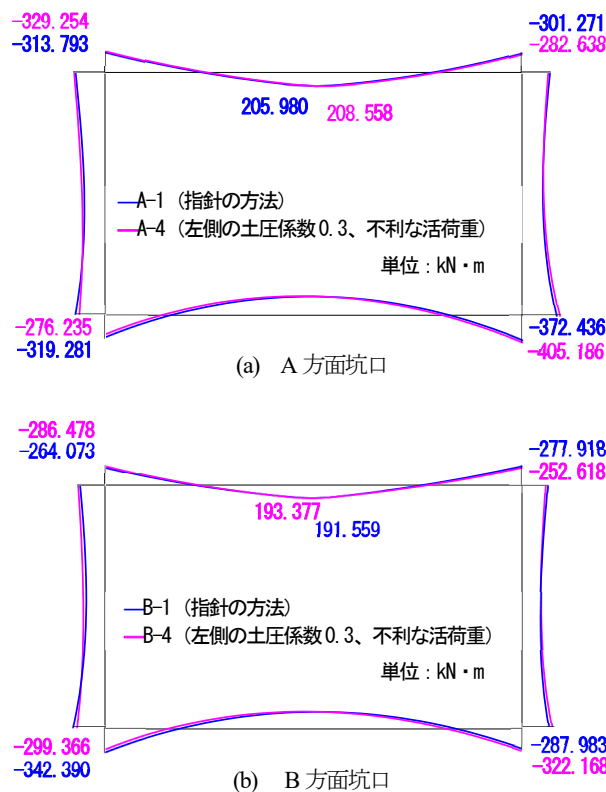 -329.254
-313.793
-301.271
-282.638
205.980
208.558
A-1 (指針の方法)
A-4 (左側の土圧係数0.3、不利な活荷重)
単位:kN・m
-276.235
-319.281
-372.436
-405.186
(a) A 方面坑口
-286.478
-264.073
-277.918
-252.618
193.377
191.559
B-1 (指針の方法)
B-4 (左側の土圧係数0.3、不利な活荷重)
単位:kN・m
-299.366
-342.390
-287.983
-322.168
(b) B 方面坑口